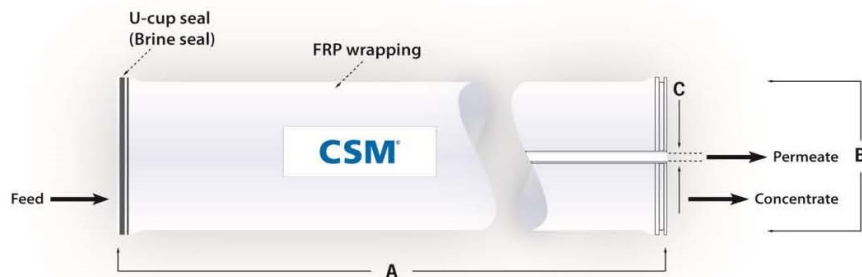 U-cup seal
(Brine seal)
FRP wrapping
C
CSM®
Permeate
B
Feed
Concentrate
A